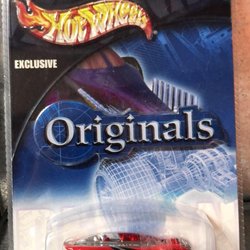 Hot Wheels
EXCLUSIVE
Originals